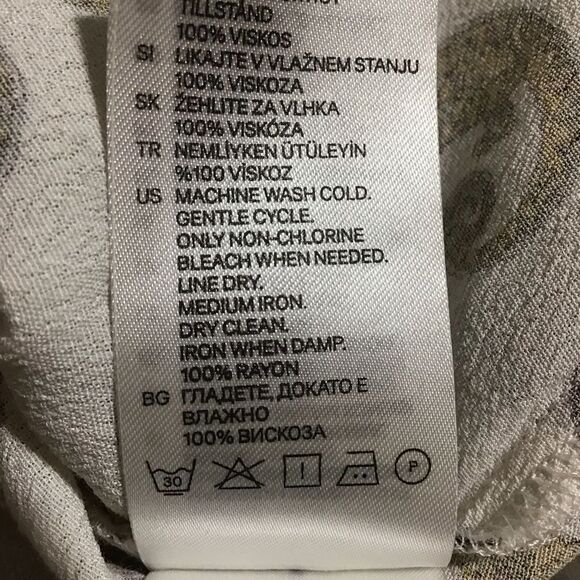 TILLSTÅND
100% VISKOS
SI LIKAJTE V VLAŽNEM STANJU
100% VISKOZA
SK ŽEHLITE ZA VLHKA
100% VISKÓZA
TR NEMLİYKEN ÜTÜLEYİN
%100 VİSKOZ
US MACHINE WASH COLD.
GENTLE CYCLE.
ONLY NON-CHLORINE
BLEACH WHEN NEEDED.
LINE DRY.
MEDIUM IRON.
DRY CLEAN.
IRON WHEN DAMP.
100% RAYON
BG ГЛАДЕТЕ, ДОКАТО Е
ВЛАЖНО
100% ВИСКОЗА
30 P